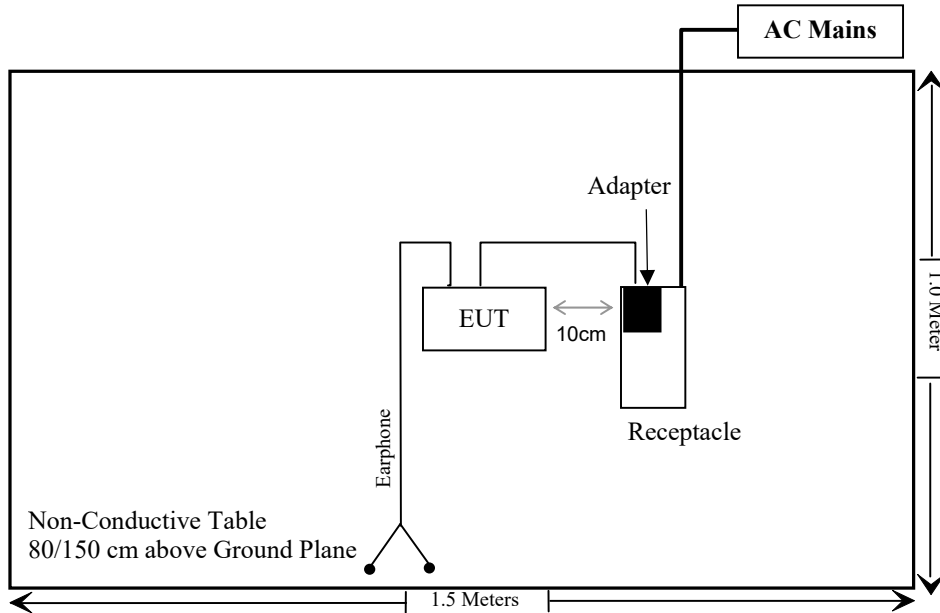 AC Mains
Adapter
EUT
10cm
1.0 Meter
Earphone
Receptacle
Non-Conductive Table
80/150 cm above Ground Plane
1.5 Meters